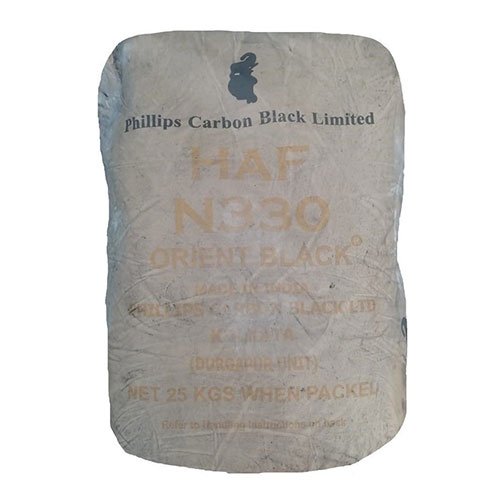 Phillips Carbon Black Limited
HAF
N330
ORIENT BLACK®
MADE IN INDIA
PHILLIPS CARBON BLACK LTD
(DURGAPUR UNIT)
NET 25 KGS WHEN PACKED
Refer to Handling Instructions on back